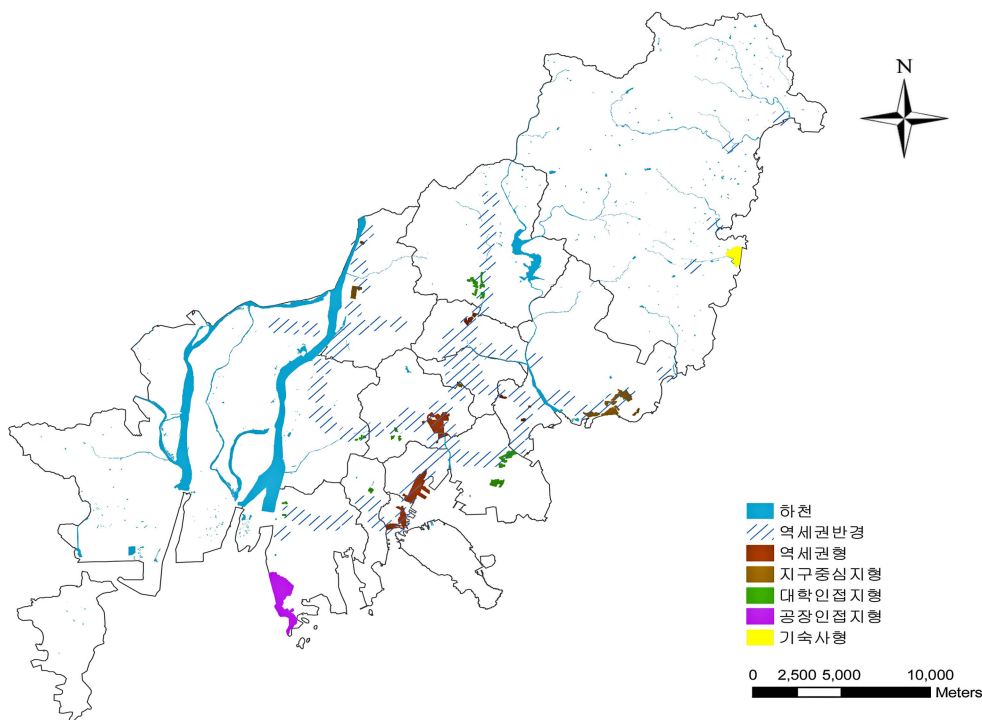 N
하천
역세권반경
역세권형
지구중심지형
대학인접지형
공장인접지형
기숙사형
0 2,500 5,000 10,000
Meters